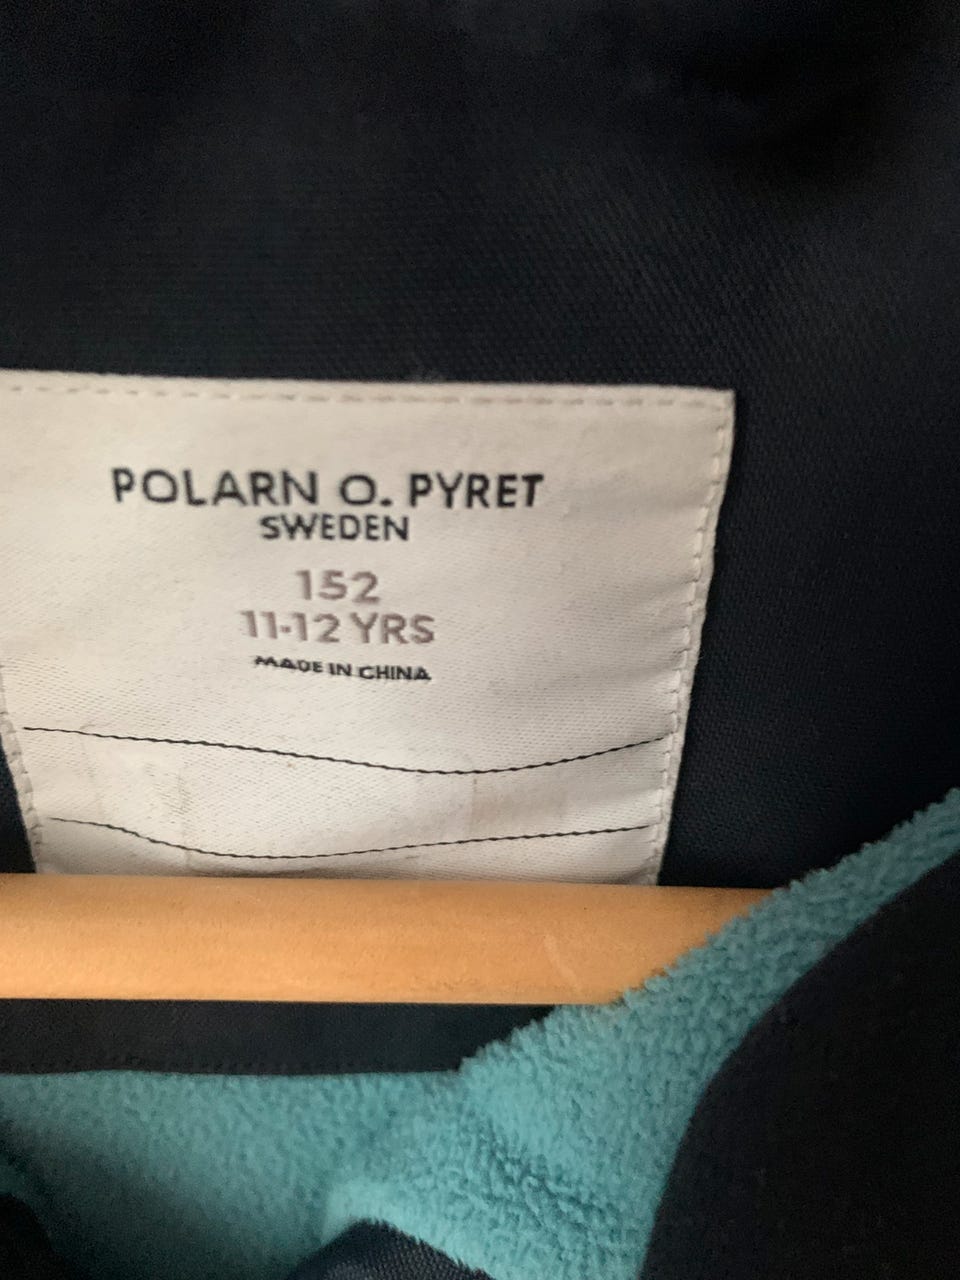 POLARN O. PYRET
SWEDEN
152
11-12 YRS
MADE IN CHINA